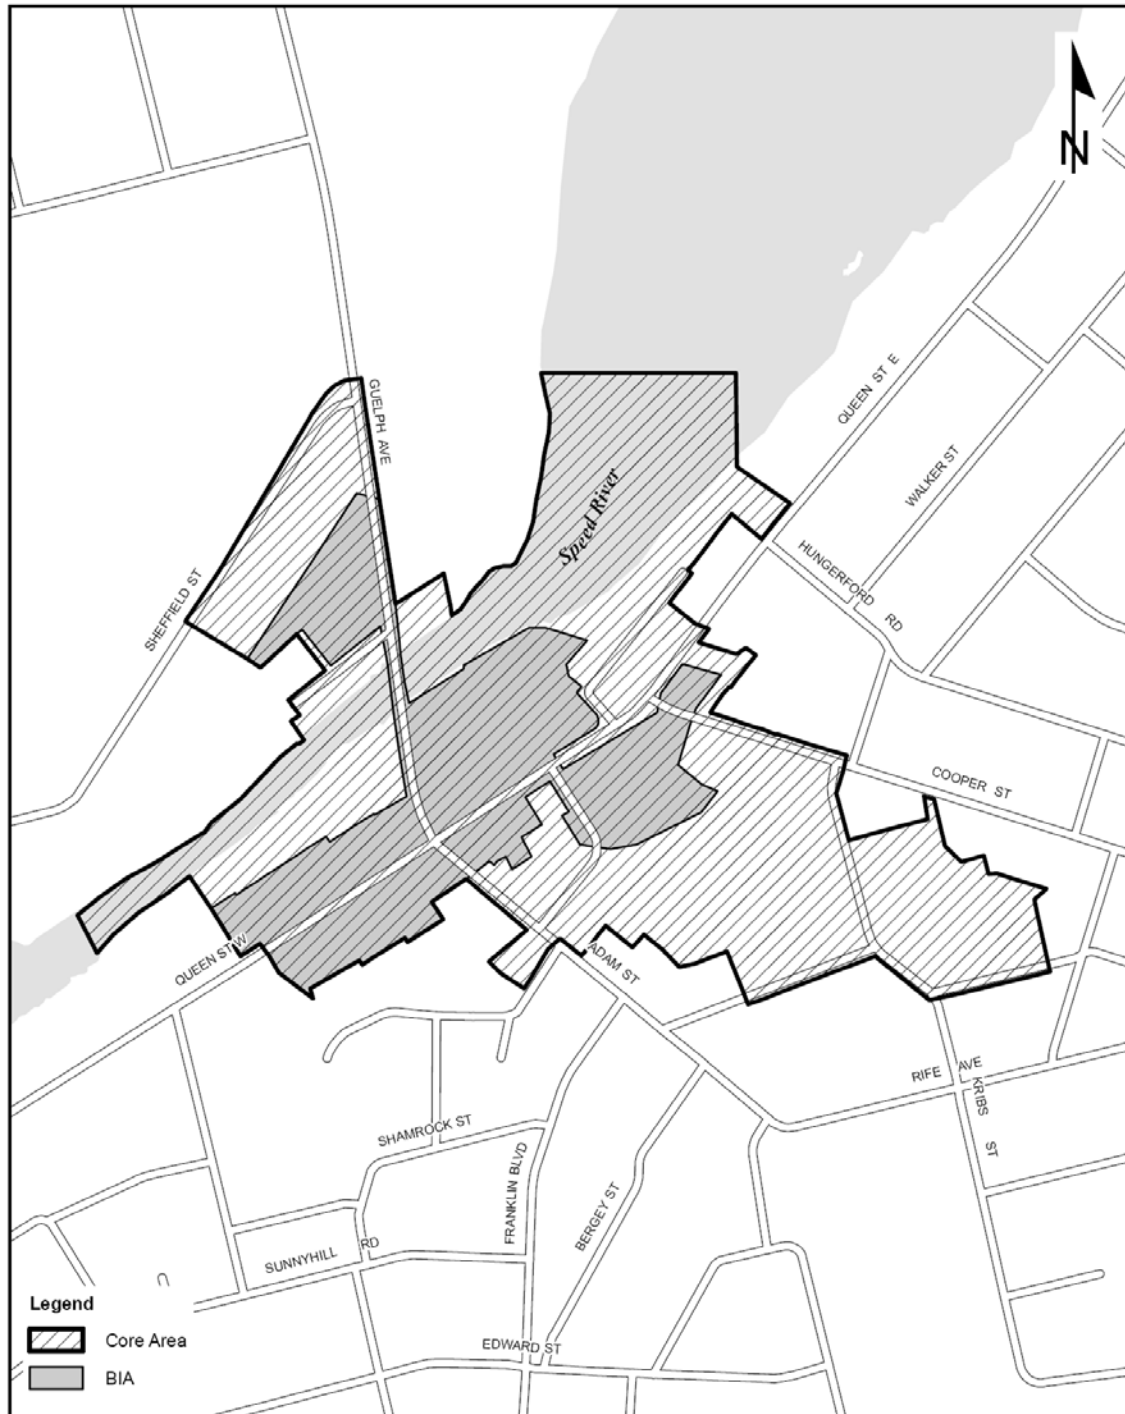 N
QUEEN ST E
GUELPH AVE
WALKER ST
Speed River
HUNGERFORD RD
SHEFFIELD ST
COOPER ST
QUEEN ST W
ADAM ST
RIFE AVE
KRIBS ST
SHAMROCK ST
FRANKLIN BLVD
BERGEY ST
SUNNYHILL RD
EDWARD ST
Legend
Core Area
BIA